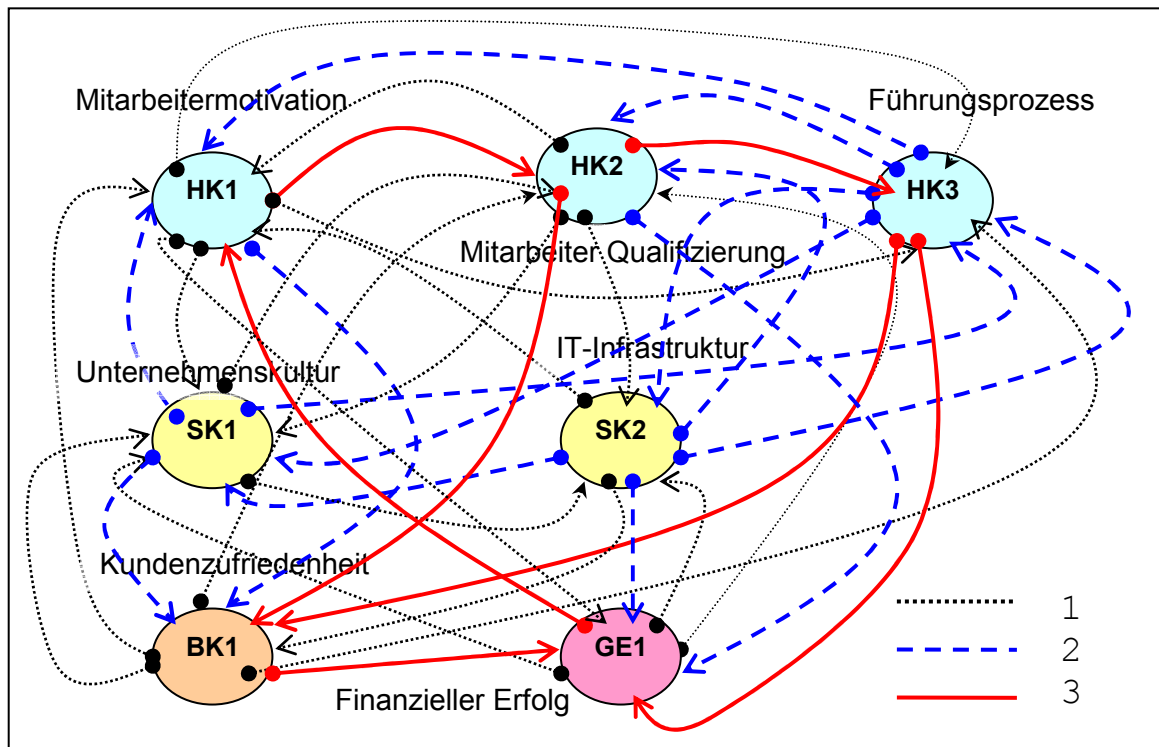 Mitarbeitermotivation
Führungsprozess
HK1
HK2
HK3
Mitarbeiter Qualifizierung
Unternehmenskultur
IT-Infrastruktur
SK1
SK2
Kundenzufriedenheit
BK1
GE1
Finanzieller Erfolg
1
2
3